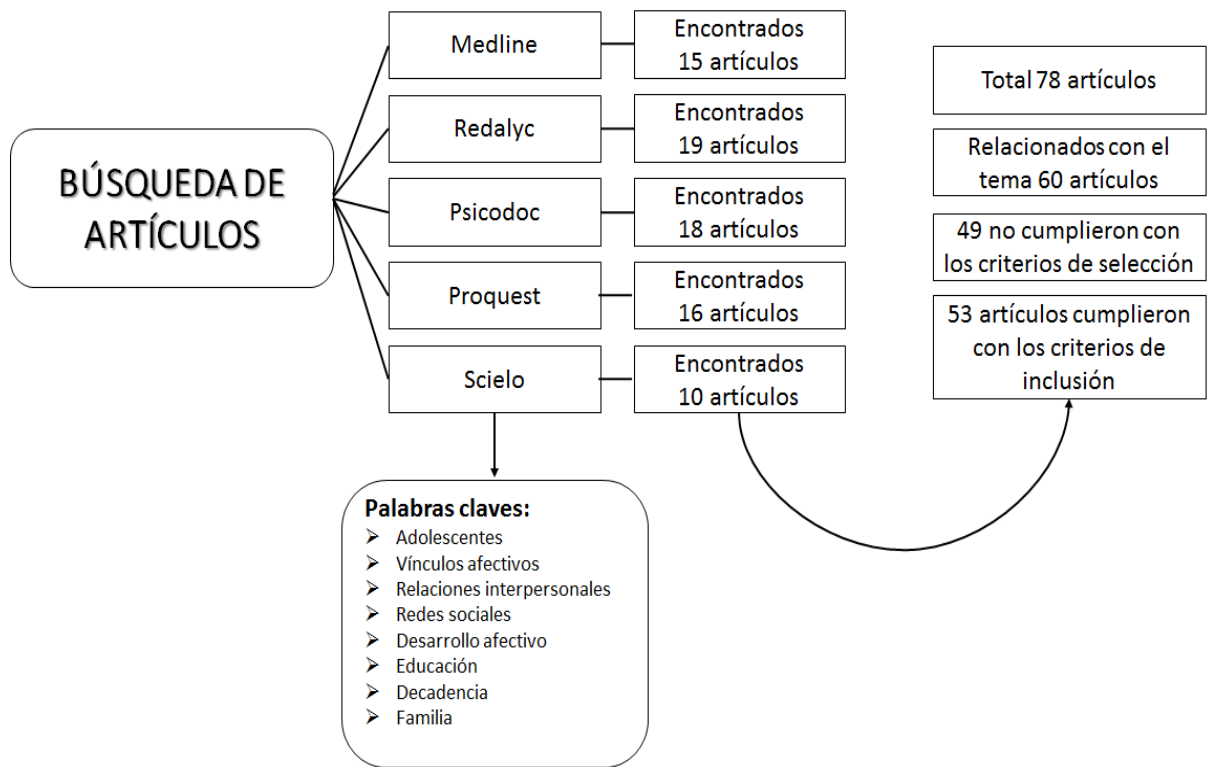 BÚSQUEDA DE
ARTÍCULOS
Medline
Encontrados
15 artículos
Redalyc
Encontrados
19 artículos
Psicodoc
Encontrados
18 artículos
Proquest
Encontrados
16 artículos
Scielo
Encontrados
10 artículos
Palabras claves:
➢ Adolescentes
➢ Vínculos afectivos
➢ Relaciones interpersonales
➢ Redes sociales
➢ Desarrollo afectivo
➢ Educación
➢ Decadencia
➢ Familia
Total 78 artículos
Relacionados con el
tema 60 artículos
49 no cumplieron con
los criterios de selección
53 artículos cumplieron
con los criterios de
inclusión